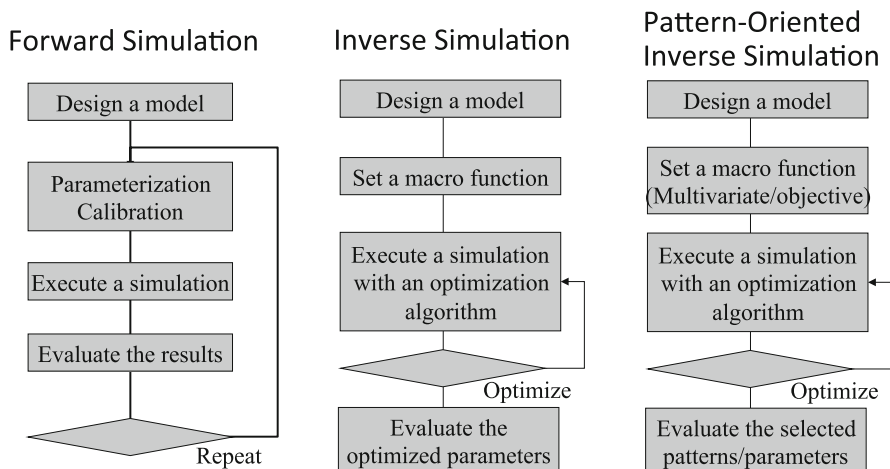 Forward Simulation
Design a model
Parameterization
Calibration
Execute a simulation
Evaluate the results
Repeat
Inverse Simulation
Design a model
Set a macro function
Execute a simulation
with an optimization
algorithm
Optimize
Evaluate the
optimized parameters
Pattern-Oriented
Inverse Simulation
Design a model
Set a macro function
(Multivariate/objective)
Execute a simulation
with an optimization
algorithm
Optimize
Evaluate the selected
patterns/parameters